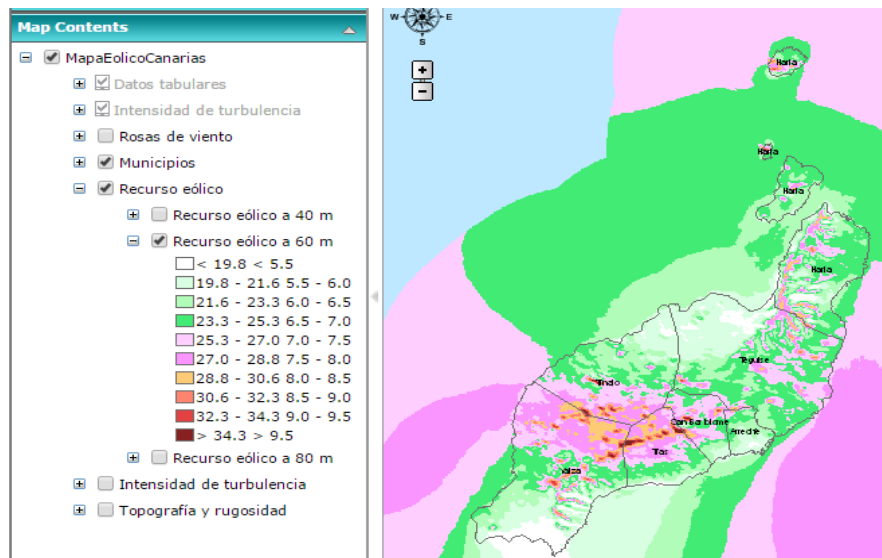 Map Contents
MapaEolicoCanarias
Datos tabulares
Intensidad de turbulencia
Rosas de viento
Municipios
Recurso eólico
Recurso eólico a 40 m
Recurso eólico a 60 m
< 19.8 < 5.5
19.8 - 21.6 5.5 - 6.0
21.6 - 23.3 6.0 - 6.5
23.3 - 25.3 6.5 - 7.0
25.3 - 27.0 7.0 - 7.5
27.0 - 28.8 7.5 - 8.0
28.8 - 30.6 8.0 - 8.5
30.6 - 32.3 8.5 - 9.0
32.3 - 34.3 9.0 - 9.5
> 34.3 > 9.5
Recurso eólico a 80 m
Intensidad de turbulencia
Topografía y rugosidad
W E
S
Haría
Haría
Haría
Haría
Teguise
Tinajo
San Bartolomé
Arrecife
Tías
Yaiza